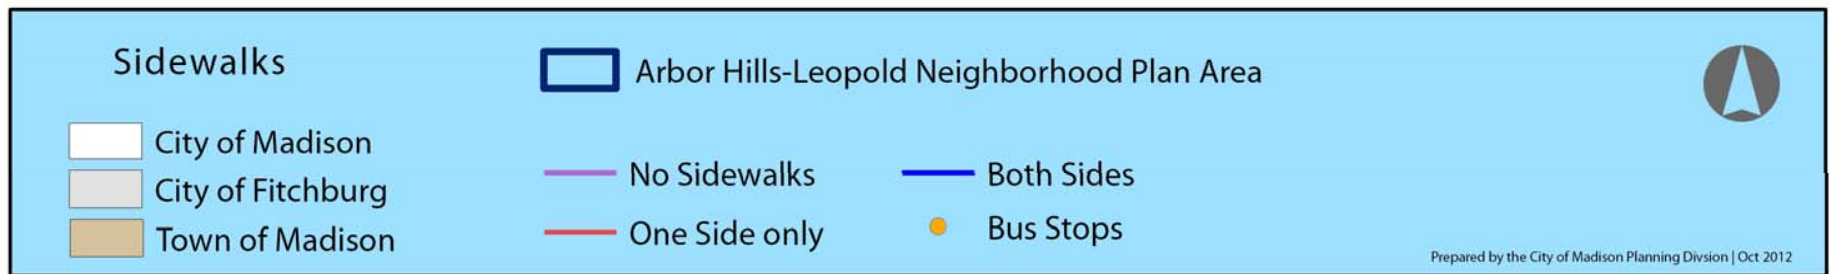 Sidewalks
City of Madison
City of Fitchburg
Town of Madison
Arbor Hills-Leopold Neighborhood Plan Area
No Sidewalks
One Side only
Both Sides
Bus Stops
Prepared by the City of Madison Planning Divsion | Oct 2012